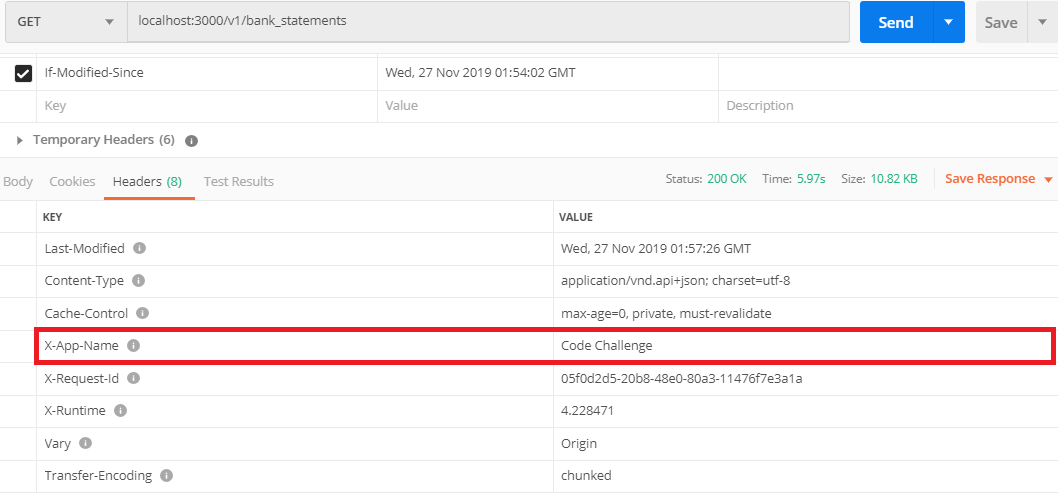 GET localhost:3000/v1/bank_statements Send Save
If-Modified-Since Wed, 27 Nov 2019 01:54:02 GMT
Key Value Description
Temporary Headers (6)
Body Cookies Headers (8) Test Results Status: 200 OK Time: 5.97s Size: 10.82 KB Save Response
KEY VALUE
Last-Modified Wed, 27 Nov 2019 01:57:26 GMT
Content-Type application/vnd.api+json; charset=utf-8
Cache-Control max-age=0, private, must-revalidate
X-App-Name Code Challenge
X-Request-Id 05f0d2d5-20b8-48e0-80a3-11476f7e3a1a
X-Runtime 4.228471
Vary Origin
Transfer-Encoding chunked